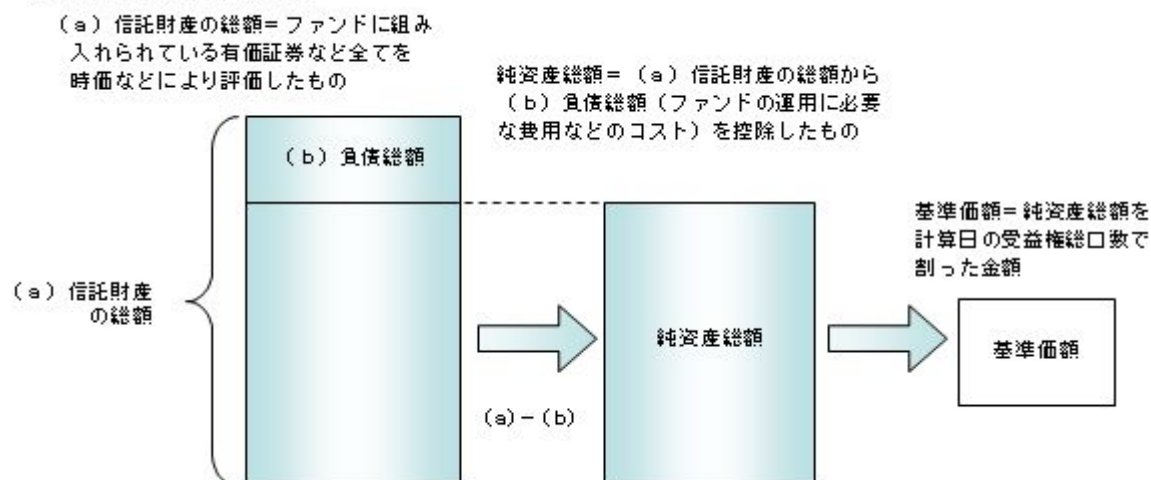 （a）信託財産の総額＝ファンドに組み
入れられている有価証券など全てを
時価などにより評価したもの
純資産総額＝（a）信託財産の総額から
（b）負債総額（ファンドの運用に必要
な費用などのコスト）を控除したもの
（b）負債総額
基準価額＝純資産総額を
計算日の受益権総口数で
割った金額
（a）信託財産
の総額
純資産総額
基準価額
（a）－（b）